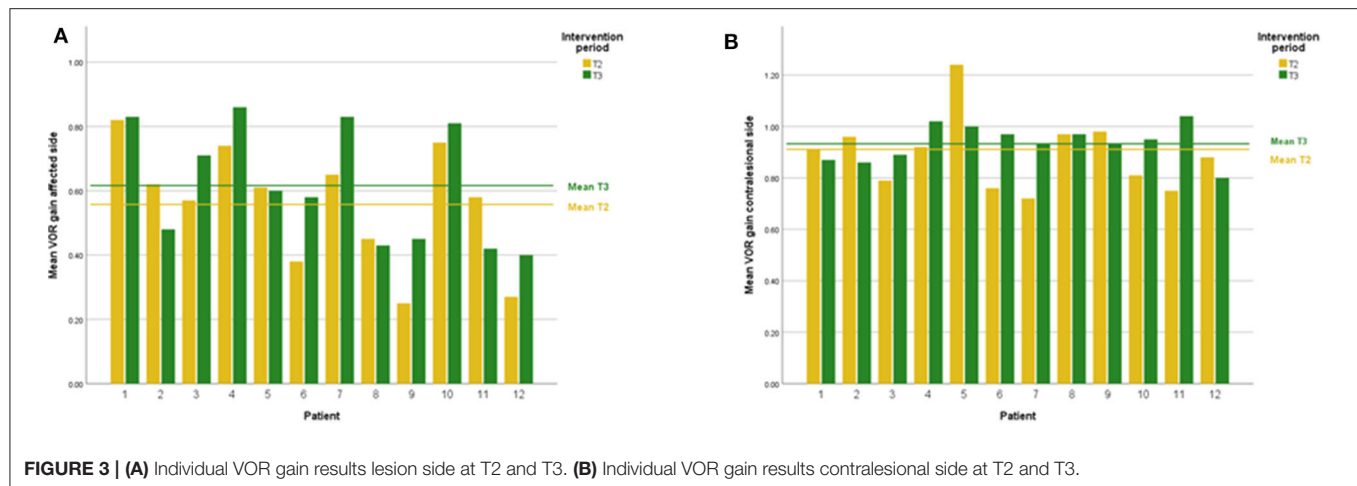 A
Intervention
period
T2
T3
1.00
0.80
0.60
0.40
0.20
0.00
Mean VOR gain affected side
Mean T3
Mean T2
1 2 3 4 5 6 7 8 9 10 11 12
Patient
B
Intervention
period
T2
T3
1.20
1.00
0.80
0.60
0.40
0.20
0.00
Mean VOR gain contralesional side
Mean T3
Mean T2
1 2 3 4 5 6 7 8 9 10 11 12
Patient
FIGURE 3 | (A) Individual VOR gain results lesion side at T2 and T3. (B) Individual VOR gain results contralesional side at T2 and T3.